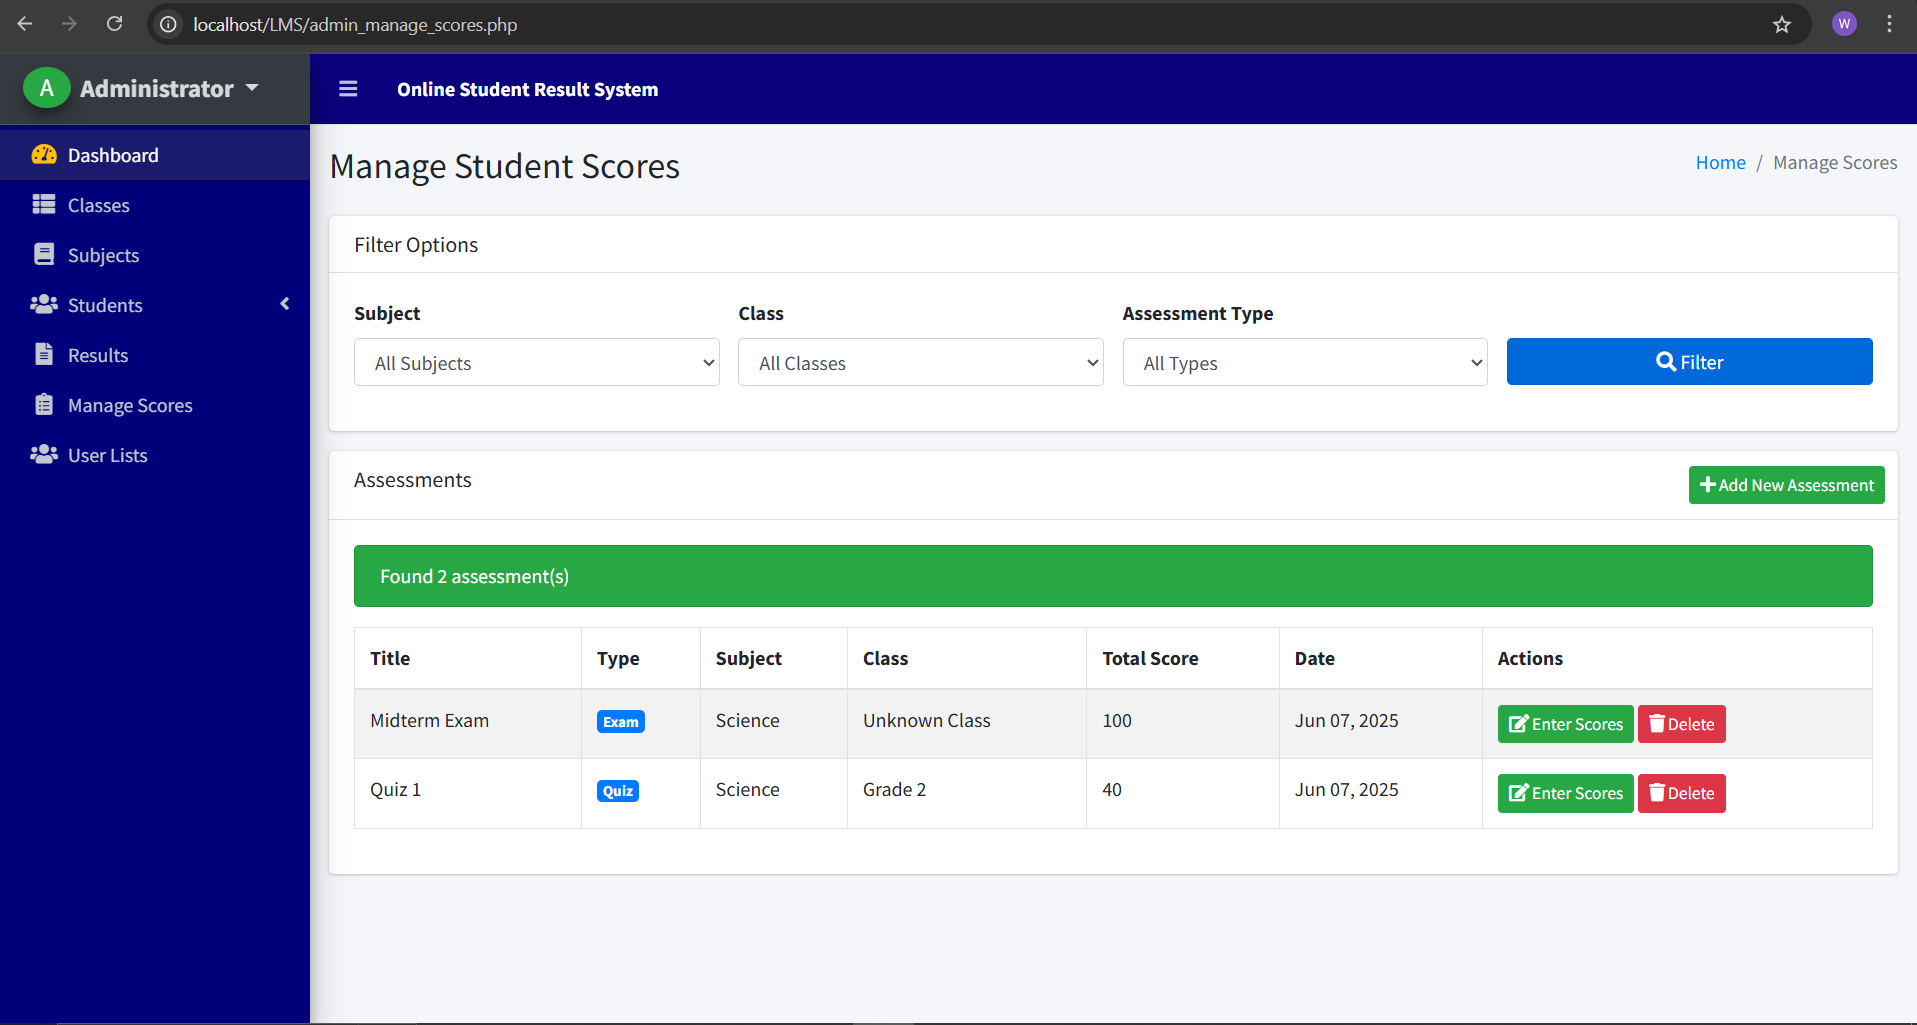 localhost/LMS/admin_manage_scores.php
W
A Administrator
Online Student Result System
Dashboard
Classes
Subjects
Students
Results
Manage Scores
User Lists
Manage Student Scores
Home / Manage Scores
Filter Options
Subject Class Assessment Type
All Subjects All Classes All Types Filter
Assessments
Add New Assessment
Found 2 assessment(s)
Title Type Subject Class Total Score Date Actions
Midterm Exam Exam Science Unknown Class 100 Jun 07, 2025 Enter Scores Delete
Quiz 1 Quiz Science Grade 2 40 Jun 07, 2025 Enter Scores Delete